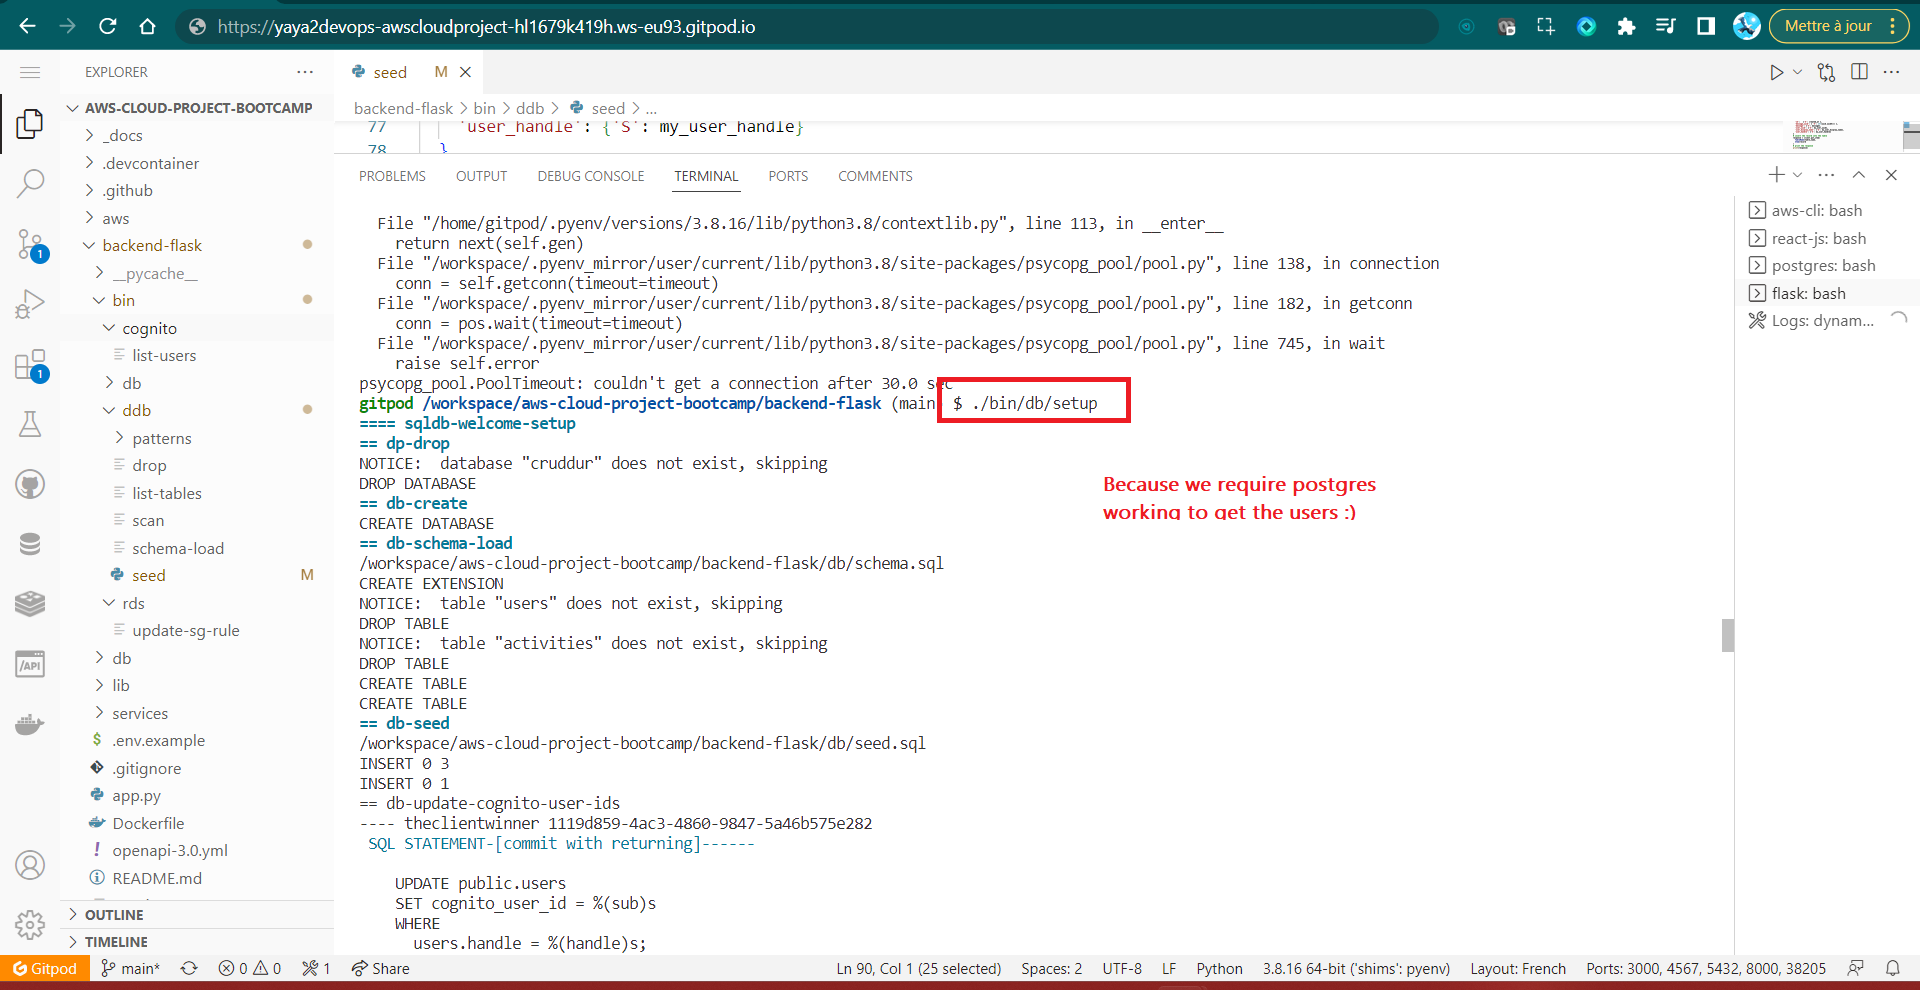 https://yaya2devops-awscloudproject-hl1679k419h.ws-eu93.gitpod.io
Mettre à jour
EXPLORER
seed M
AWS-CLOUD-PROJECT-BOOTCAMP
_docs
.devcontainer
.github
aws
backend-flask
__pycache__
bin
cognito
list-users
db
ddb
patterns
drop
list-tables
scan
schema-load
seed M
rds
update-sg-rule
db
lib
services
$ .env.example
.gitignore
app.py
Dockerfile
! openapi-3.0.yml
README.md
OUTLINE
TIMELINE
1
1
/API
backend-flask > bin > ddb > seed > ...
77 'user_handle': {'S': my_user_handle}
78 }
PROBLEMS OUTPUT DEBUG CONSOLE TERMINAL PORTS COMMENTS
File "/home/gitpod/.pyenv/versions/3.8.16/lib/python3.8/contextlib.py", line 113, in __enter__
return next(self.gen)
File "/workspace/.pyenv_mirror/user/current/lib/python3.8/site-packages/psycopg_pool/pool.py", line 138, in connection
conn = self.getconn(timeout=timeout)
File "/workspace/.pyenv_mirror/user/current/lib/python3.8/site-packages/psycopg_pool/pool.py", line 182, in getconn
conn = pos.wait(timeout=timeout)
File "/workspace/.pyenv_mirror/user/current/lib/python3.8/site-packages/psycopg_pool/pool.py", line 745, in wait
raise self.error
psycopg_pool.PoolTimeout: couldn't get a connection after 30.0 sec
gitpod /workspace/aws-cloud-project-bootcamp/backend-flask (main $ ./bin/db/setup
==== sqldb-welcome-setup
== dp-drop
NOTICE:  database "cruddur" does not exist, skipping
DROP DATABASE
== db-create
CREATE DATABASE
== db-schema-load
/workspace/aws-cloud-project-bootcamp/backend-flask/db/schema.sql
CREATE EXTENSION
NOTICE:  table "users" does not exist, skipping
DROP TABLE
NOTICE:  table "activities" does not exist, skipping
DROP TABLE
CREATE TABLE
CREATE TABLE
== db-seed
/workspace/aws-cloud-project-bootcamp/backend-flask/db/seed.sql
INSERT 0 3
INSERT 0 1
== db-update-cognito-user-ids
---- theclientwinner 1119d859-4ac3-4860-9847-5a46b575e282
SQL STATEMENT-[commit with returning]------
UPDATE public.users
SET cognito_user_id = %(sub)s
WHERE
users.handle = %(handle)s;
Because we require postgres
working to get the users :)
aws-cli: bash
react-js: bash
postgres: bash
flask: bash
Logs: dynam...
Gitpod main* 0 0 1 Share Ln 90, Col 1 (25 selected) Spaces: 2 UTF-8 LF Python 3.8.16 64-bit ('shims': pyenv) Layout: French Ports: 3000, 4567, 5432, 8000, 38205